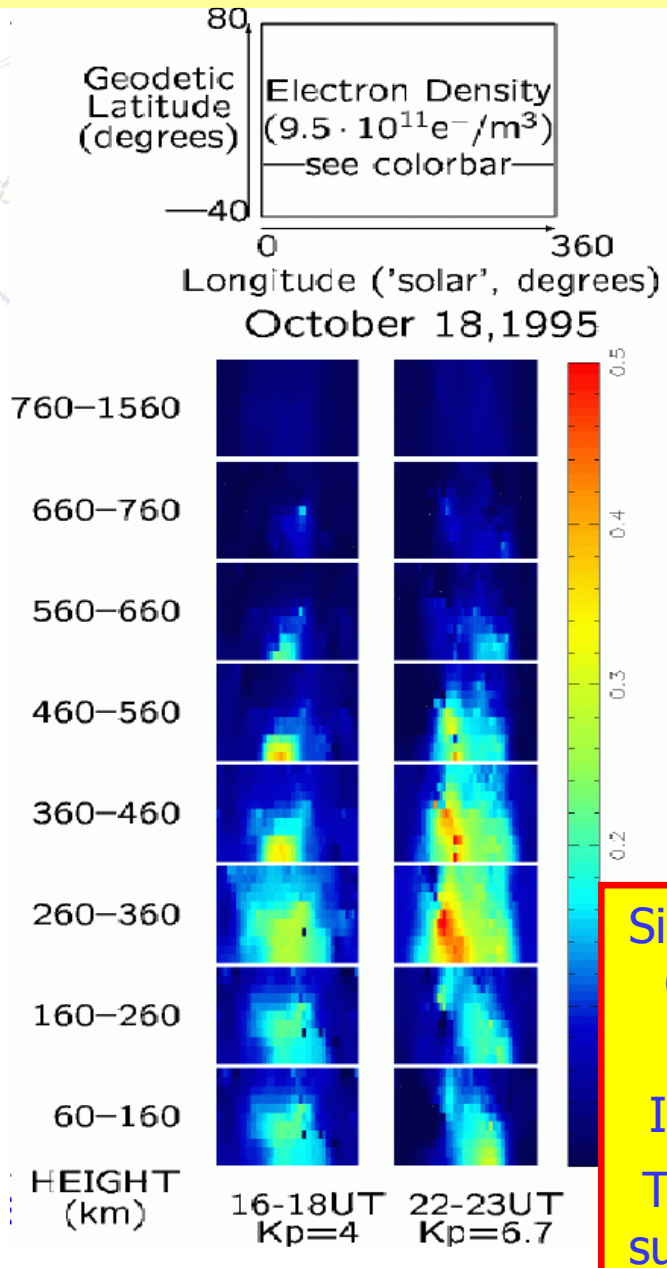 80
Geodetic
Latitude
(degrees)
Electron Density
(9.5 · 10¹¹e⁻/m³)
—see colorbar—
—40
0
360
Longitude ('solar', degrees)
October 18,1995
760—1560
660—760
560—660
460—560
360—460
260—360
160—260
60—160
HEIGHT
(km)
16-18UT
Kp=4
22-23UT
Kp=6.7
0.5
0.4
0.3
0.2